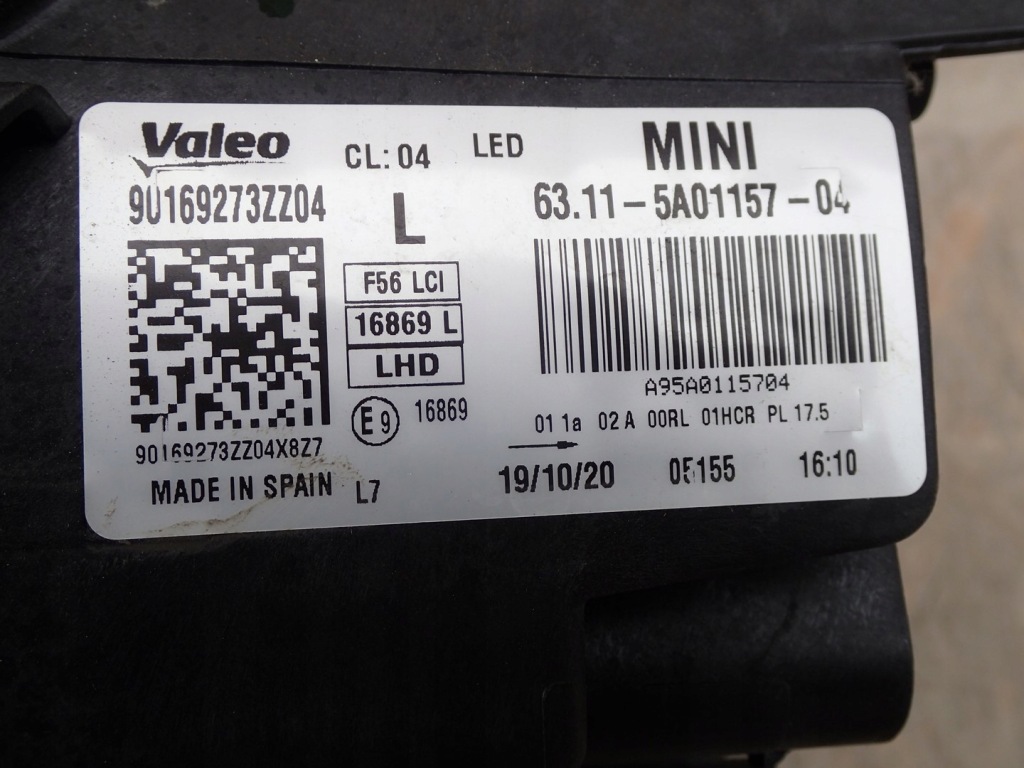 Valeo
CL: 04
LED
MINI
90169273ZZ04
L
63.11-5A01157-04
F56 LCI
16869 L
LHD
A95A0115704
E9 16869
01 1a 02 A 00RL 01HCR PL 17.5
90169273ZZ04X8Z7
MADE IN SPAIN
L7
19/10/20 05155 16:10